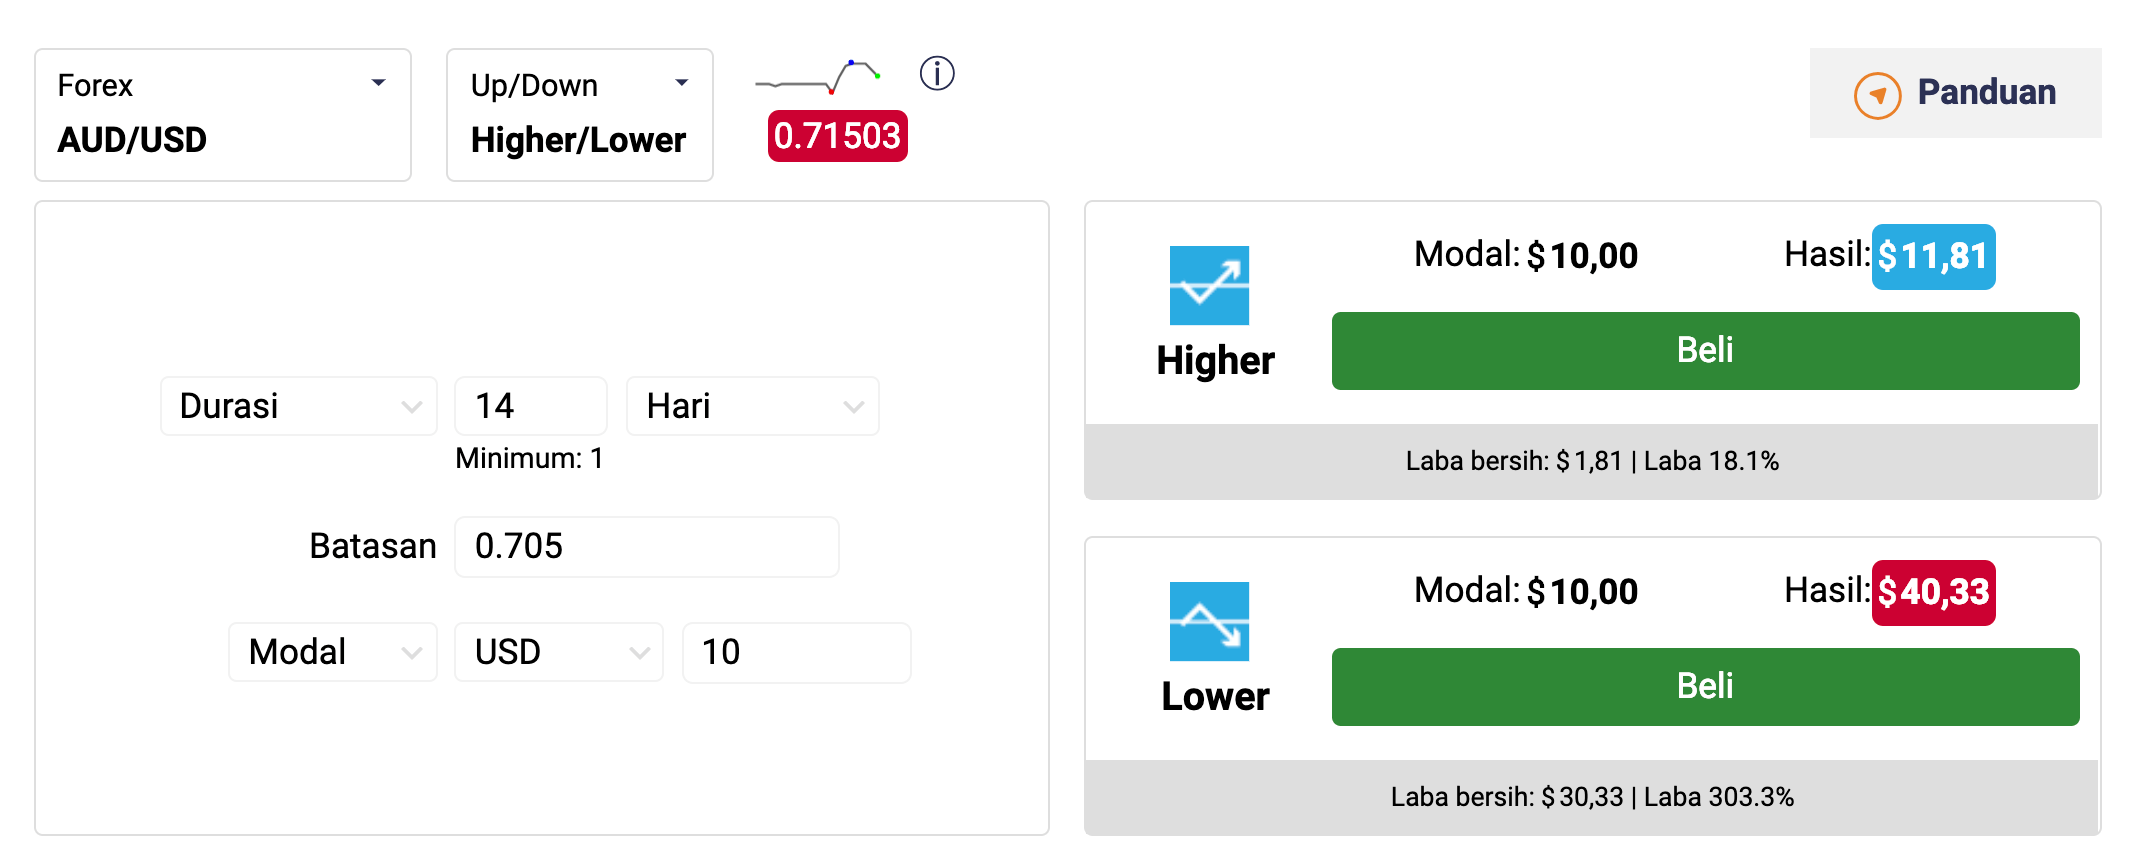 Forex
AUD/USD
Up/Down
Higher/Lower
0.71503
Panduan
Durasi 14 Hari
Minimum: 1
Batasan 0.705
Modal USD 10
Modal: $ 10,00 Hasil: $ 11,81
Higher
Beli
Laba bersih: $ 1,81 | Laba 18.1%
Modal: $ 10,00 Hasil: $ 40,33
Lower
Beli
Laba bersih: $ 30,33 | Laba 303.3%